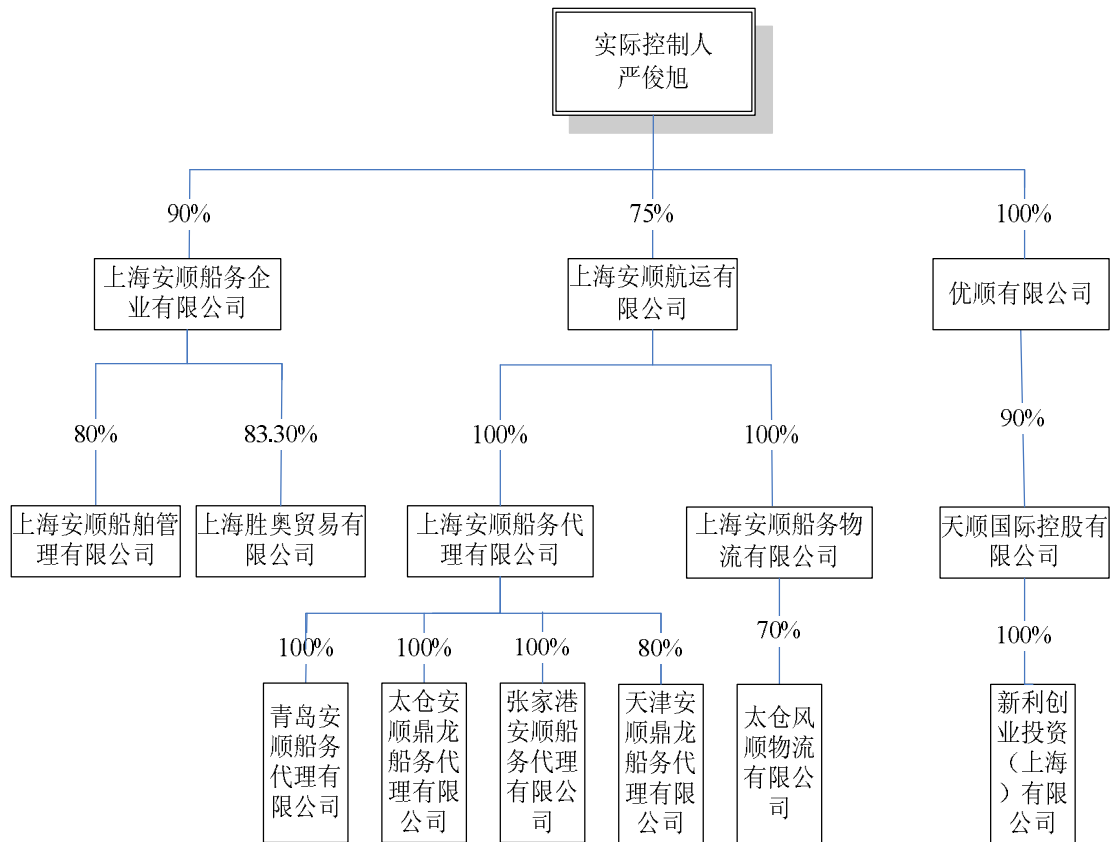 实际控制人
严俊旭
90%
75%
100%
上海安顺船务企
业有限公司
上海安顺航运有
限公司
优顺有限公司
80%
83.30%
100%
100%
90%
上海安顺船舶管
理有限公司
上海胜奥贸易有
限公司
上海安顺船务代
理有限公司
上海安顺船务物
流有限公司
天顺国际控股有
限公司
100%
100%
100%
80%
70%
100%
青岛安
顺船务
代理有
限公司
太仓安
顺鼎龙
船务代
理有限
公司
张家港
安顺船
务代理
有限公
司
天津安
顺鼎龙
船务代
理有限
公司
太仓风
顺物流
有限公
司
新利创
业投资
（上海
）有限
公司